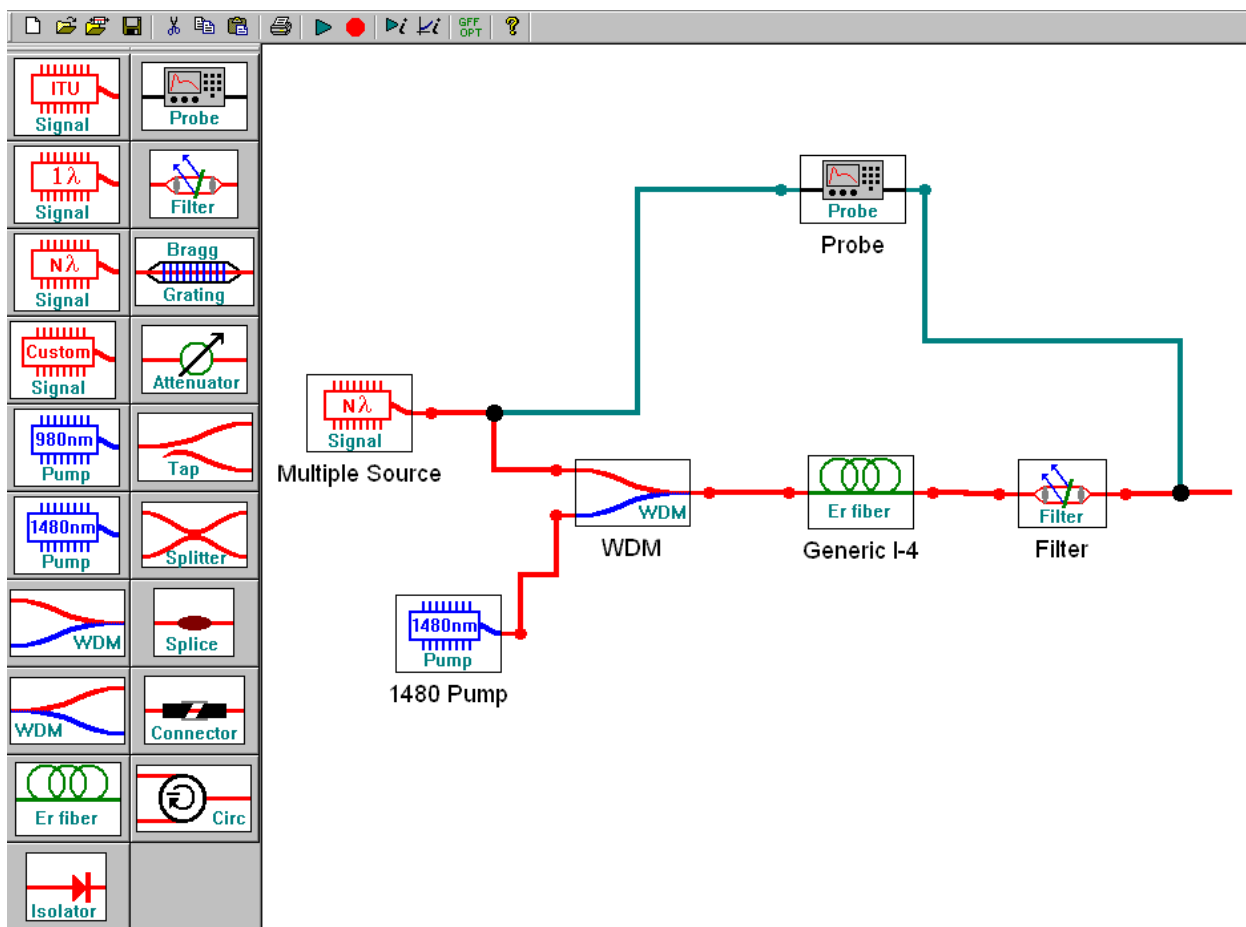 GFF
OPT
ITU
Signal
Probe
1λ
Signal
Filter
Nλ
Signal
Bragg
Grating
Custom
Signal
Attenuator
980nm
Pump
Tap
1480nm
Pump
Splitter
WDM
Splice
WDM
Connector
Er fiber
Circ
Isolator
Probe
Probe
Nλ
Signal
Multiple Source
WDM
WDM
Er fiber
Generic I-4
Filter
Filter
1480nm
Pump
1480 Pump